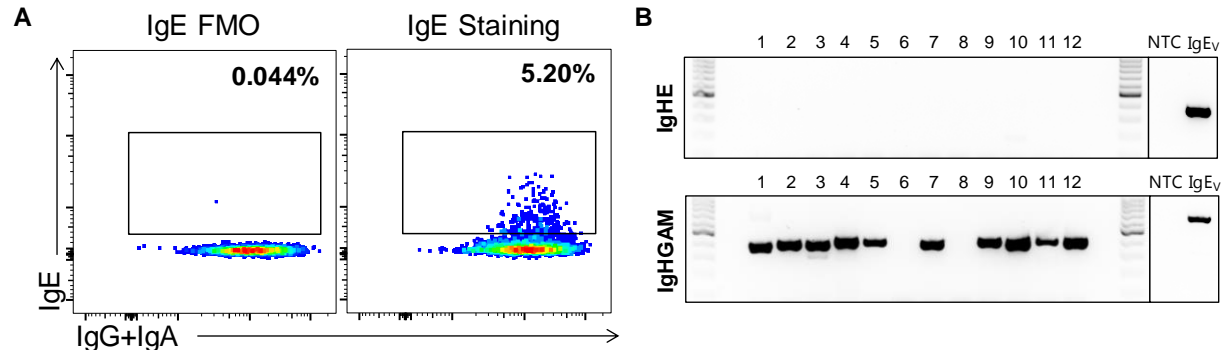 A
IgE FMO
IgE Staining
0.044%
5.20%
IgE
IgG+IgA
B
1 2 3 4 5 6 7 8 9 10 11 12
NTC IgEv
IgHE
1 2 3 4 5 6 7 8 9 10 11 12
NTC IgEv
IgHGAM